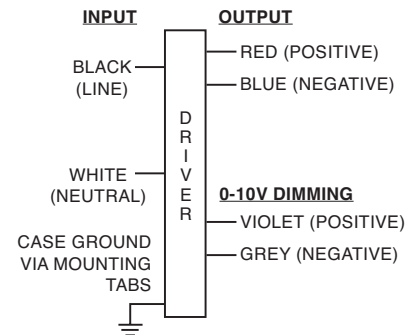 INPUT
BLACK
(LINE)
WHITE
(NEUTRAL)
CASE GROUND
VIA MOUNTING
TABS
DRIVER
OUTPUT
RED (POSITIVE)
BLUE (NEGATIVE)
0-10V DIMMING
VIOLET (POSITIVE)
GREY (NEGATIVE)